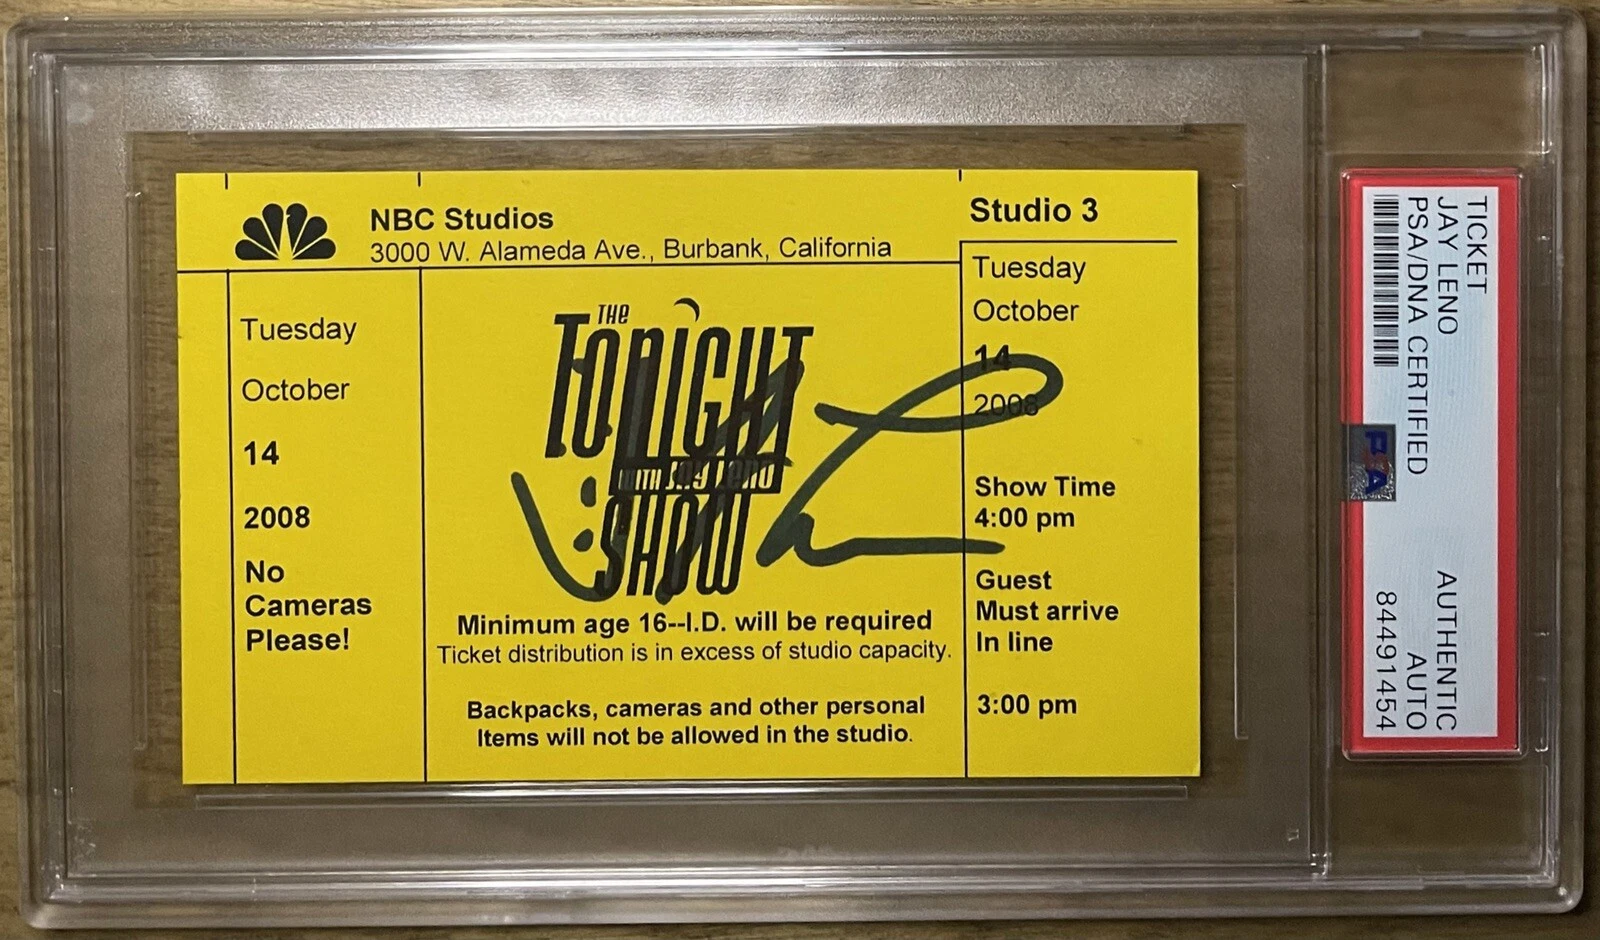 NBC Studios
3000 W. Alameda Ave., Burbank, California
Studio 3
Tuesday
October
14
2008
No
Cameras
Please!
THE
TONIGHT
WITH JAY LENO
SHOW
Minimum age 16--I.D. will be required
Ticket distribution is in excess of studio capacity.
Backpacks, cameras and other personal
Items will not be allowed in the studio.
Tuesday
October
14
2008
Show Time
4:00 pm
Guest
Must arrive
In line
3:00 pm
TICKET
JAY LENO
PSA/DNA CERTIFIED
AUTHENTIC
AUTO
84491454
PSA